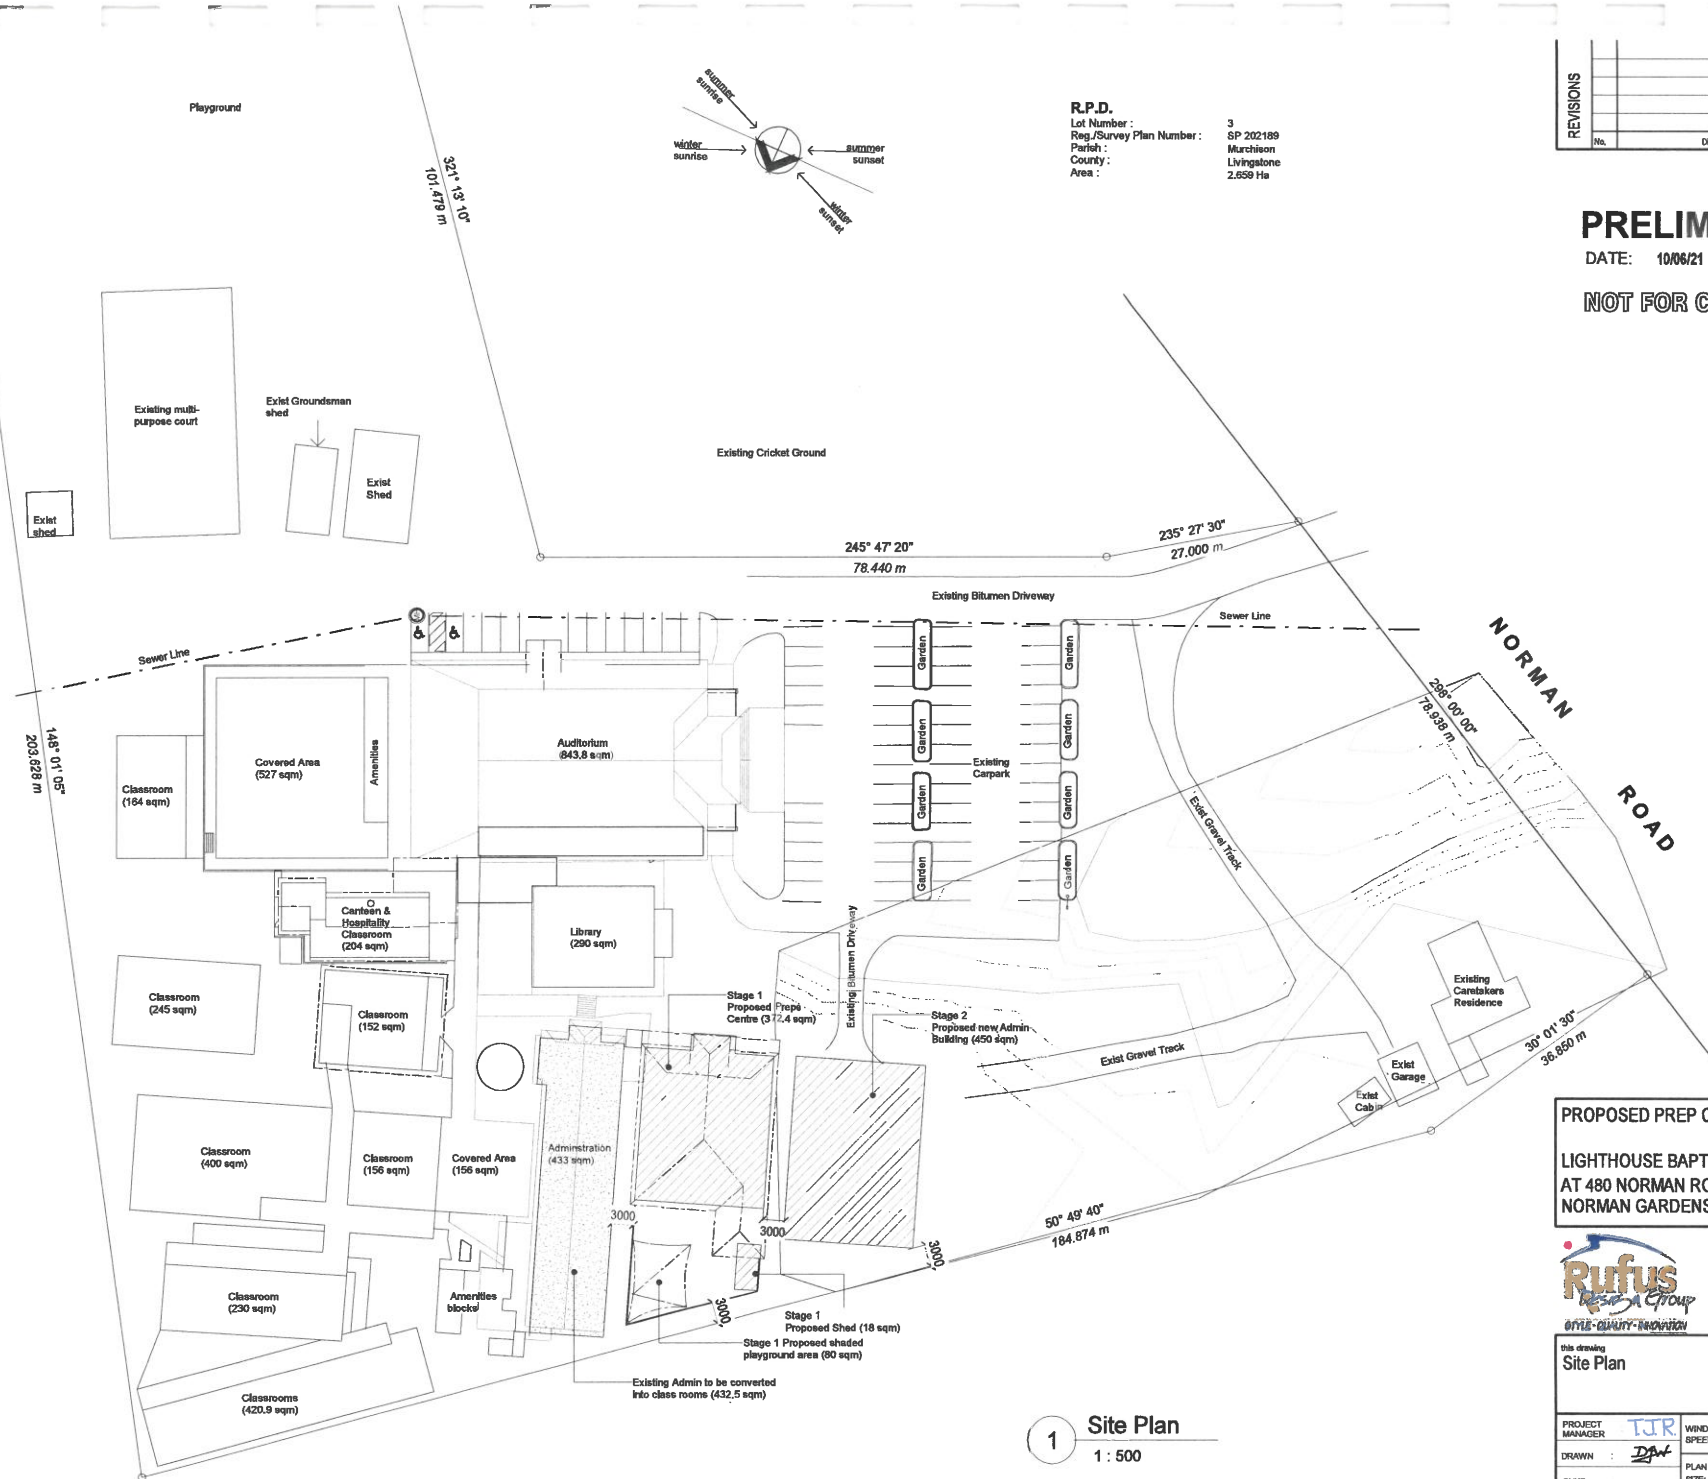 Playground
summer
sunrise
winter
sunrise
summer
sunset
winter
sunset
R.P.D.
Lot Number : 3
Reg./Survey Plan Number : SP 202189
Parish : Murchison
County : Livingstone
Area : 2.659 Ha
REVISIONS
No.
DATE: 10/06/21
NOT FOR
321° 13' 10"
101.479 m
Existing multi-
purpose court
Exist Groundsman
shed
Exist
Shed
Exist
shed
Existing Cricket Ground
245° 47' 20"
78.440 m
235° 27' 30"
27.000 m
Existing Bitumen Driveway
Sewer Line
Sewer Line
NORMAN
ROAD
298° 00' 00"
78.938 m
148° 01' 05"
203.628 m
Classroom
(164 sqm)
Covered Area
(527 sqm)
Amenities
Auditorium
(843.8 sqm)
Garden
Garden
Garden
Garden
Garden
Garden
Garden
Garden
Existing
Carpark
Exist Gravel Track
Canteen &
Hospitality
Classroom
(204 sqm)
Library
(290 sqm)
Existing Bitumen Driveway
Classroom
(245 sqm)
Classroom
(152 sqm)
Stage 1
Proposed Preps
Centre (372.4 sqm)
Stage 2
Proposed new Admin
Building (450 sqm)
Exist Gravel Track
Existing
Caretakers
Residence
Exist
Garage
Exist
Cabin
30° 01' 30"
36.850 m
Classroom
(400 sqm)
Classroom
(156 sqm)
Covered Area
(156 sqm)
Adminstration
(433 sqm)
3000
3000
3000
3000
50° 49' 40"
184.874 m
Classroom
(230 sqm)
Amenities
blocks
Classrooms
(420.9 sqm)
Stage 1
Proposed Shed (18 sqm)
Stage 1 Proposed shaded
playground area (80 sqm)
Existing Admin to be converted
into class rooms (432.5 sqm)
1 Site Plan
1 : 500
PROPOSED PREP
LIGHTHOUSE
AT 480 NORMAN
NORMAN GARDENS
Rufus
Design Group
STYLE - QUALITY - INNOVATION
this drawing
Site Plan
PROJECT
MANAGER TJR
WIND
DRAWN : DAW